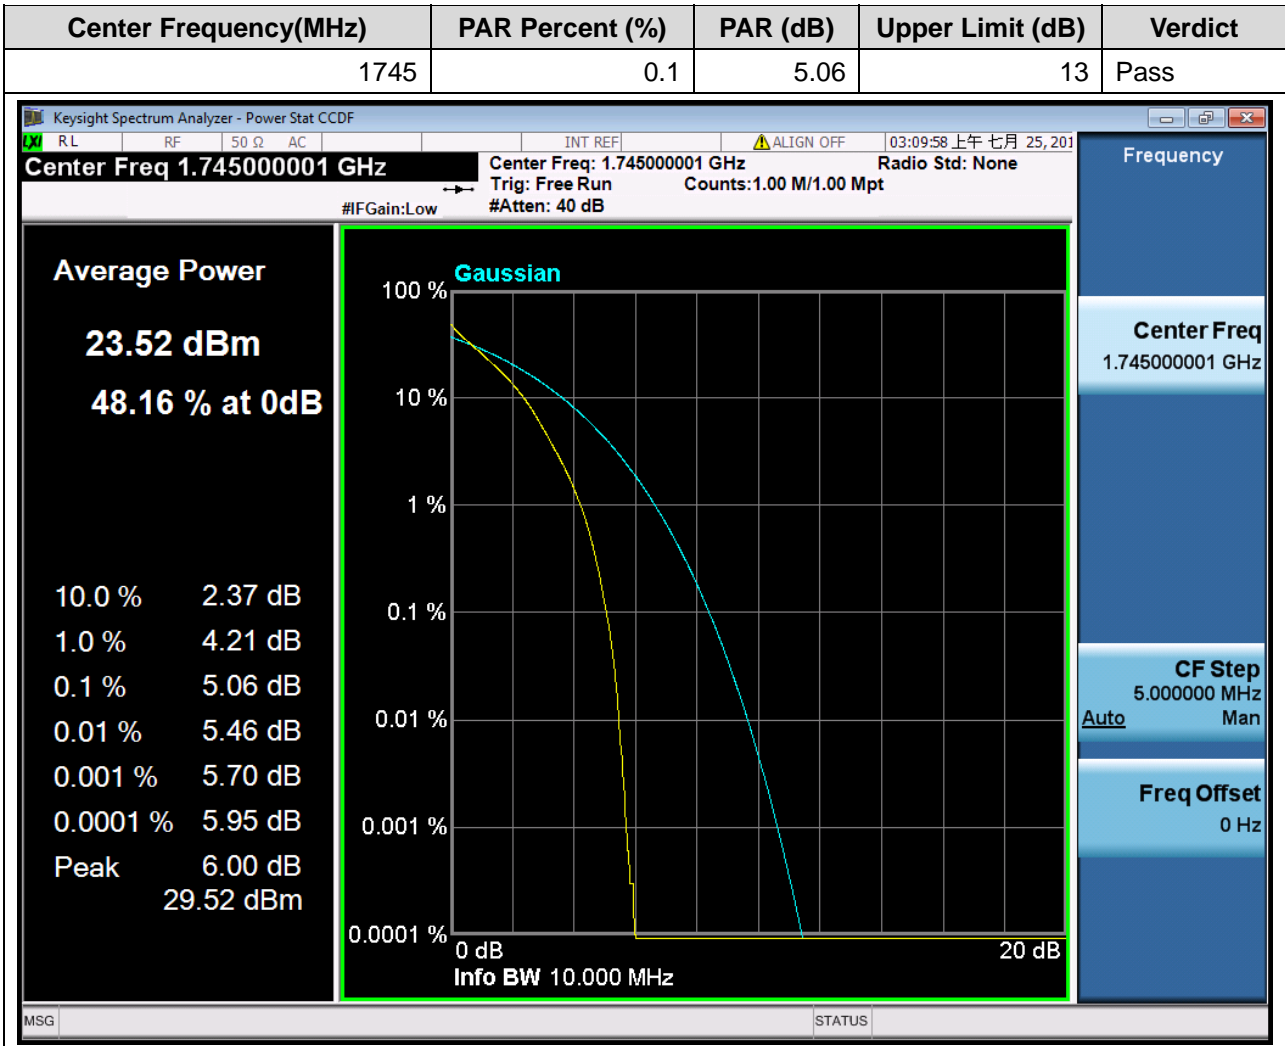 Center Frequency(MHz) PAR Percent (%) PAR (dB) Upper Limit (dB) Verdict
1745 0.1 5.06 13 Pass
Keysight Spectrum Analyzer - Power Stat CCDF
LXI RL RF 50 Ω AC INT REF ALIGN OFF 03:09:58 上午 七月 25, 201
Center Freq 1.745000001 GHz
Center Freq: 1.745000001 GHz Radio Std: None
Trig: Free Run Counts:1.00 M/1.00 Mpt
#IFGain:Low #Atten: 40 dB
Average Power
23.52 dBm
48.16 % at 0dB
10.0 % 2.37 dB
1.0 % 4.21 dB
0.1 % 5.06 dB
0.01 % 5.46 dB
0.001 % 5.70 dB
0.0001 % 5.95 dB
Peak 6.00 dB
29.52 dBm
Gaussian
100 %
10 %
1 %
0.1 %
0.01 %
0.001 %
0.0001 %
0 dB 20 dB
Info BW 10.000 MHz
Frequency
Center Freq
1.745000001 GHz
CF Step
5.000000 MHz
Auto Man
Freq Offset
0 Hz
MSG STATUS